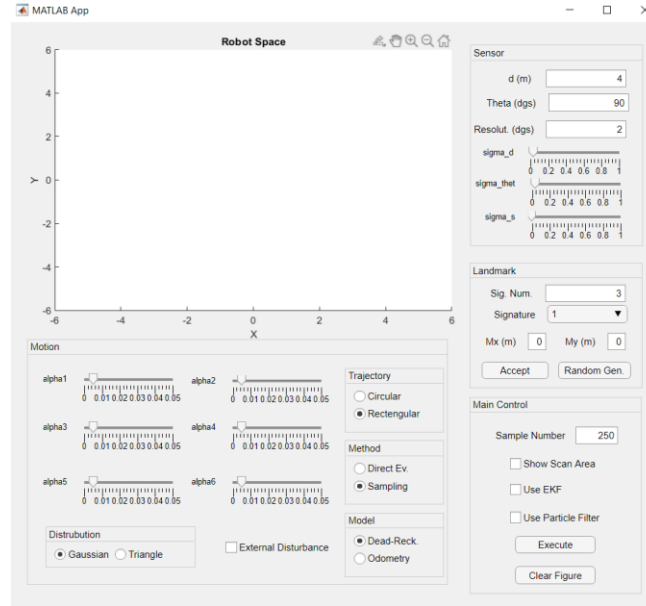 MATLAB App
Robot Space
6
4
2
0
-2
-4
-6
Y
-6 -4 -2 0 2 4 6
X
Sensor
d (m) 4
Theta (dgs) 90
Resolut. (dgs) 2
sigma_d
0 0.2 0.4 0.6 0.8 1
sigma_thet
0 0.2 0.4 0.6 0.8 1
sigma_s
0 0.2 0.4 0.6 0.8 1
Landmark
Sig. Num. 3
Signature 1
Mx (m) 0 My (m) 0
Accept Random Gen.
Motion
alpha1
0 0.01 0.02 0.03 0.04 0.05
alpha2
0 0.01 0.02 0.03 0.04 0.05
alpha3
0 0.01 0.02 0.03 0.04 0.05
alpha4
0 0.01 0.02 0.03 0.04 0.05
alpha5
0 0.01 0.02 0.03 0.04 0.05
alpha6
0 0.01 0.02 0.03 0.04 0.05
Distrubution
Gaussian Triangle
External Disturbance
Trajectory
Circular
Rectengular
Method
Direct Ev.
Sampling
Model
Dead-Reck.
Odometry
Main Control
Sample Number 250
Show Scan Area
Use EKF
Use Particle Filter
Execute
Clear Figure